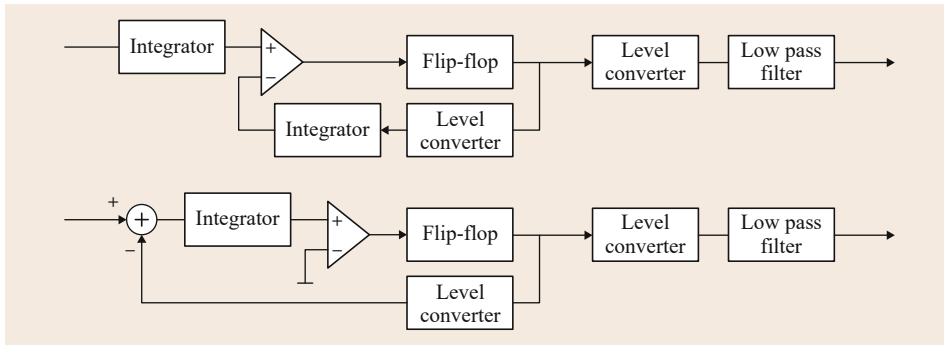 Integrator
+
−
Flip-flop
Level
converter
Low pass
filter
Integrator
Level
converter
+
+
−
Integrator
+
−
Flip-flop
Level
converter
Low pass
filter
Level
converter